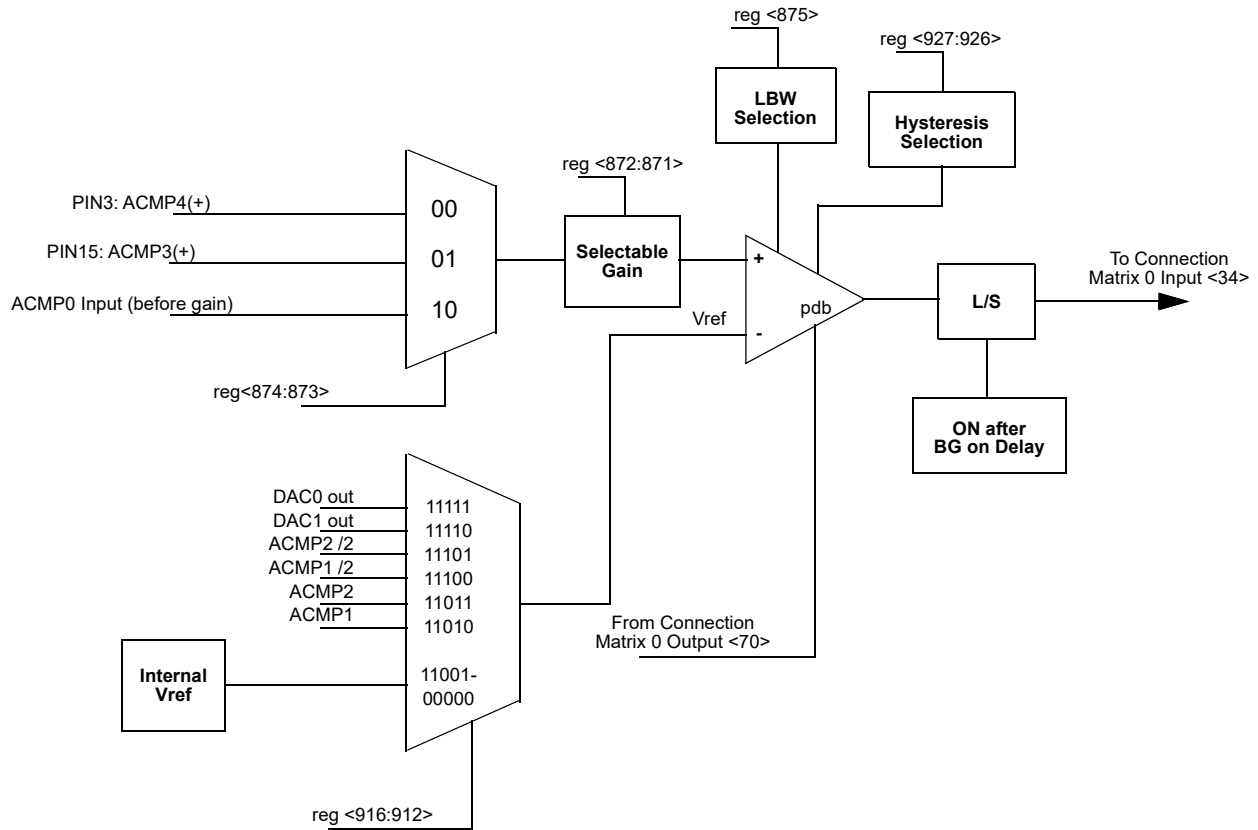 reg <875>
reg <927:926>
LBW
Selection
Hysteresis
Selection
reg <872:871>
PIN3: ACMP4(+)
00
PIN15: ACMP3(+)
01
ACMP0 Input (before gain)
10
Selectable
Gain
+
Vref
-
pdb
L/S
To Connection
Matrix 0 Input <34>
reg<874:873>
ON after
BG on Delay
DAC0 out
11111
DAC1 out
11110
ACMP2 /2
11101
ACMP1 /2
11100
ACMP2
11011
ACMP1
11010
From Connection
Matrix 0 Output <70>
Internal
Vref
11001-
00000
reg <916:912>